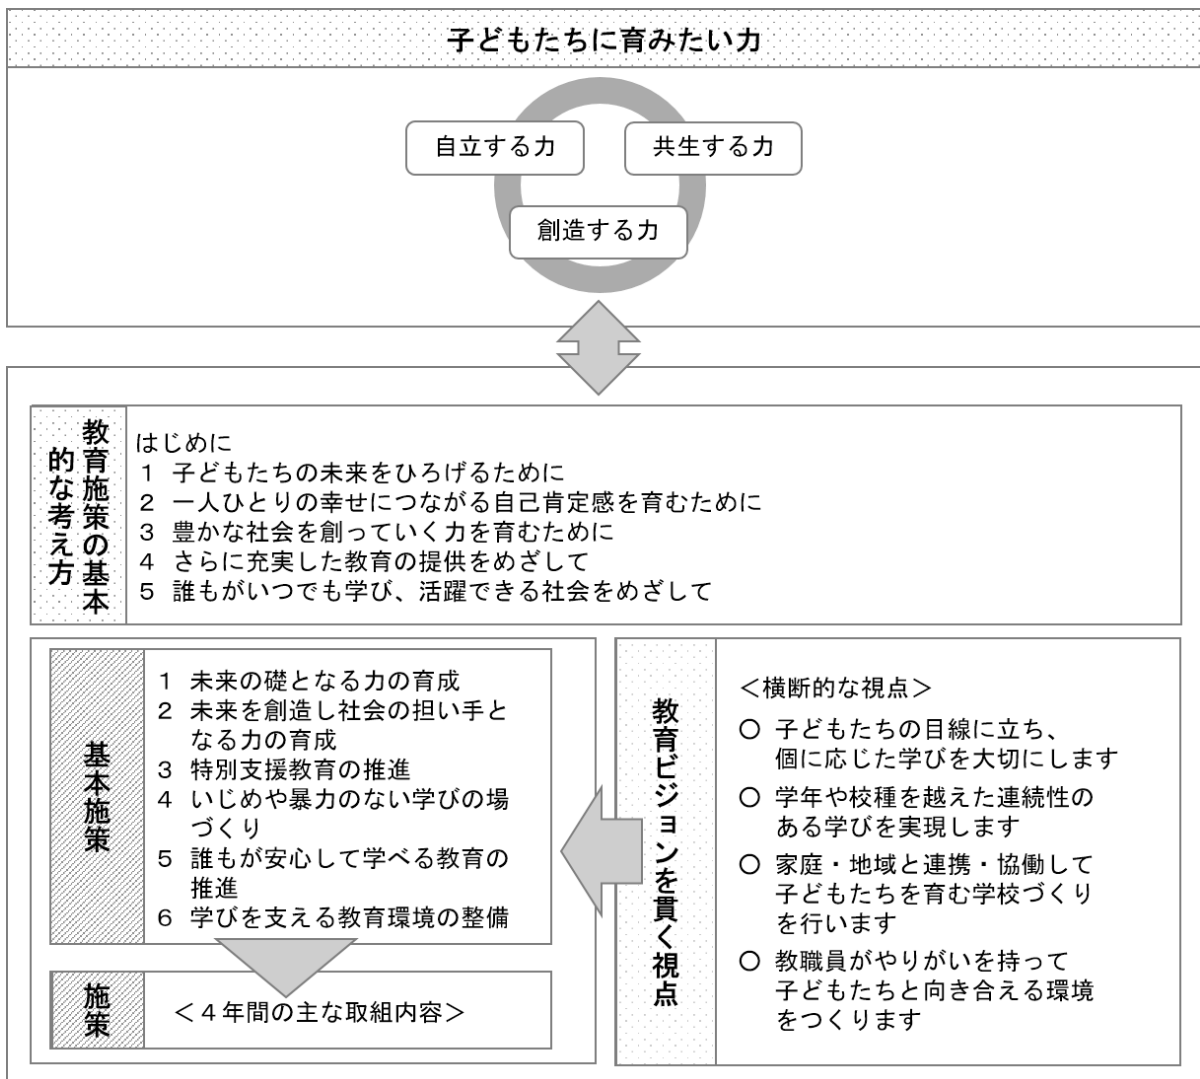 子どもたちに育みたい力
自立する力
共生する力
創造する力
教育施策の基本
的な考え方
はじめに
1 子どもたちの未来をひろげるために
2 一人ひとりの幸せにつながる自己肯定感を育むために
3 豊かな社会を創っていく力を育むために
4 さらに充実した教育の提供をめざして
5 誰もがいつでも学び、活躍できる社会をめざして
基本施策
1 未来の礎となる力の育成
2 未来を創造し社会の担い手と
なる力の育成
3 特別支援教育の推進
4 いじめや暴力のない学びの場
づくり
5 誰もが安心して学べる教育の
推進
6 学びを支える教育環境の整備
施策
＜４年間の主な取組内容＞
教育ビジョンを貫く視点
＜横断的な視点＞
○ 子どもたちの目線に立ち、
個に応じた学びを大切にします
○ 学年や校種を越えた連続性の
ある学びを実現します
○ 家庭・地域と連携・協働して
子どもたちを育む学校づくり
を行います
○ 教職員がやりがいを持って
子どもたちと向き合える環境
をつくります